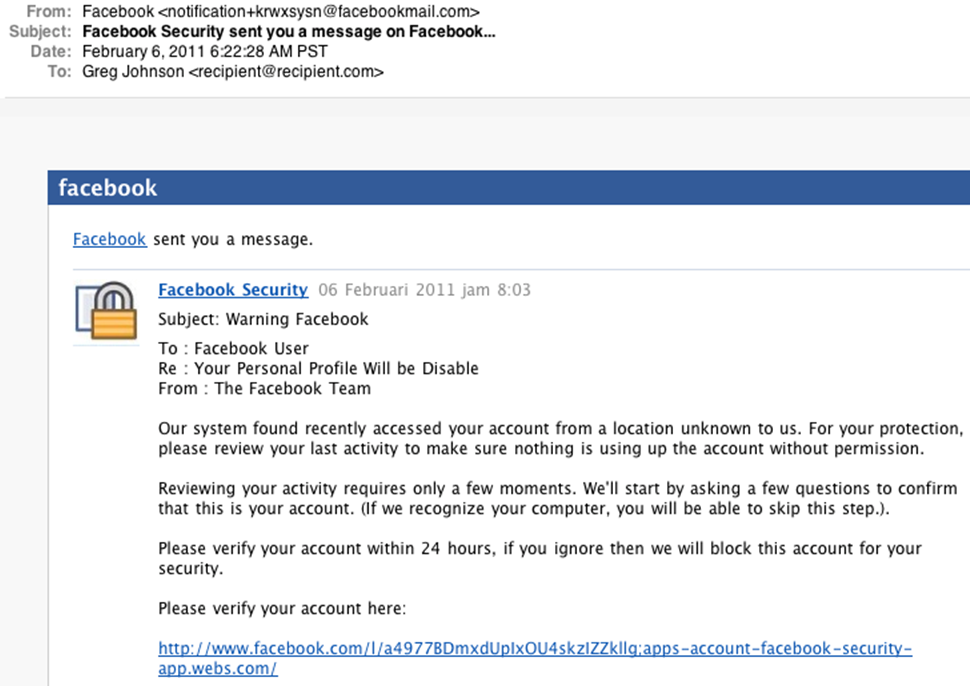 From: Facebook <notification+krwxsysn@facebookmail.com>
Subject: Facebook Security sent you a message on Facebook...
Date: February 6, 2011 6:22:28 AM PST
To: Greg Johnson <recipient@recipient.com>
facebook
Facebook sent you a message.
Facebook Security 06 Februari 2011 jam 8:03
Subject: Warning Facebook
To : Facebook User
Re : Your Personal Profile Will be Disable
From : The Facebook Team
Our system found recently accessed your account from a location unknown to us. For your protection,
please review your last activity to make sure nothing is using up the account without permission.
Reviewing your activity requires only a few moments. We'll start by asking a few questions to confirm
that this is your account. (If we recognize your computer, you will be able to skip this step.).
Please verify your account within 24 hours, if you ignore then we will block this account for your
security.
Please verify your account here:
http://www.facebook.com/l/a4977BDmxdUpIxOU4skzIZZkllg;apps-account-facebook-security-
app.webs.com/